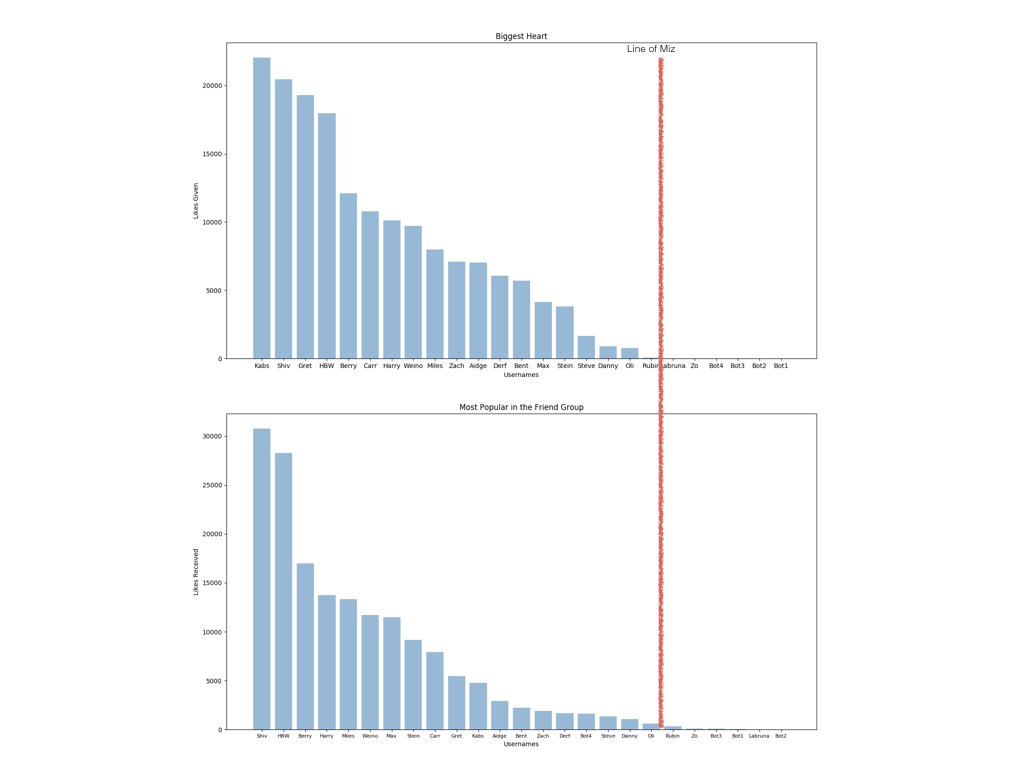 Biggest Heart
Line of Miz
20000
15000
10000
5000
0
Likes Given
Kabs Shiv Gret HBW Berry Carr Harry Weino Miles Zach Aidge Derf Bent Max Stein Steve Danny Oli Rubin Labruna Zo Bot4 Bot3 Bot2 Bot1
Usernames
Most Popular in the Friend Group
30000
25000
20000
15000
10000
5000
0
Likes Received
Shiv HBW Berry Harry Miles Weino Max Stein Carr Gret Kabs Aidge Bent Zach Derf Bot4 Steve Danny Oli Rubin Zo Bot3 Bot1 Labruna Bot2
Usernames